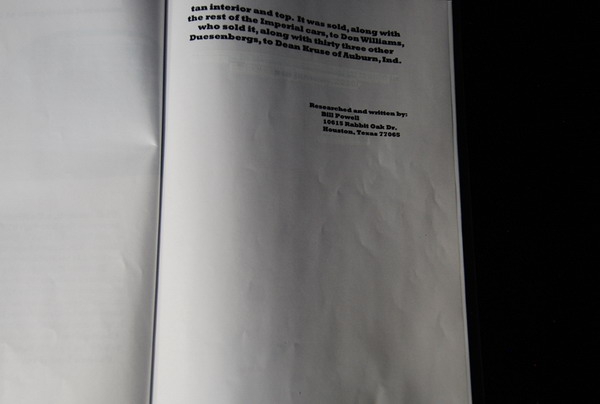 tan interior and top. It was sold, along with
the rest of the Imperial cars, to Don Williams,
who sold it, along with thirty three other
Duesenbergs, to Dean Kruse of Auburn, Ind.
Researched and written by:
Bill Powell
10615 Rabbit Oak Dr.
Houston, Texas 77065